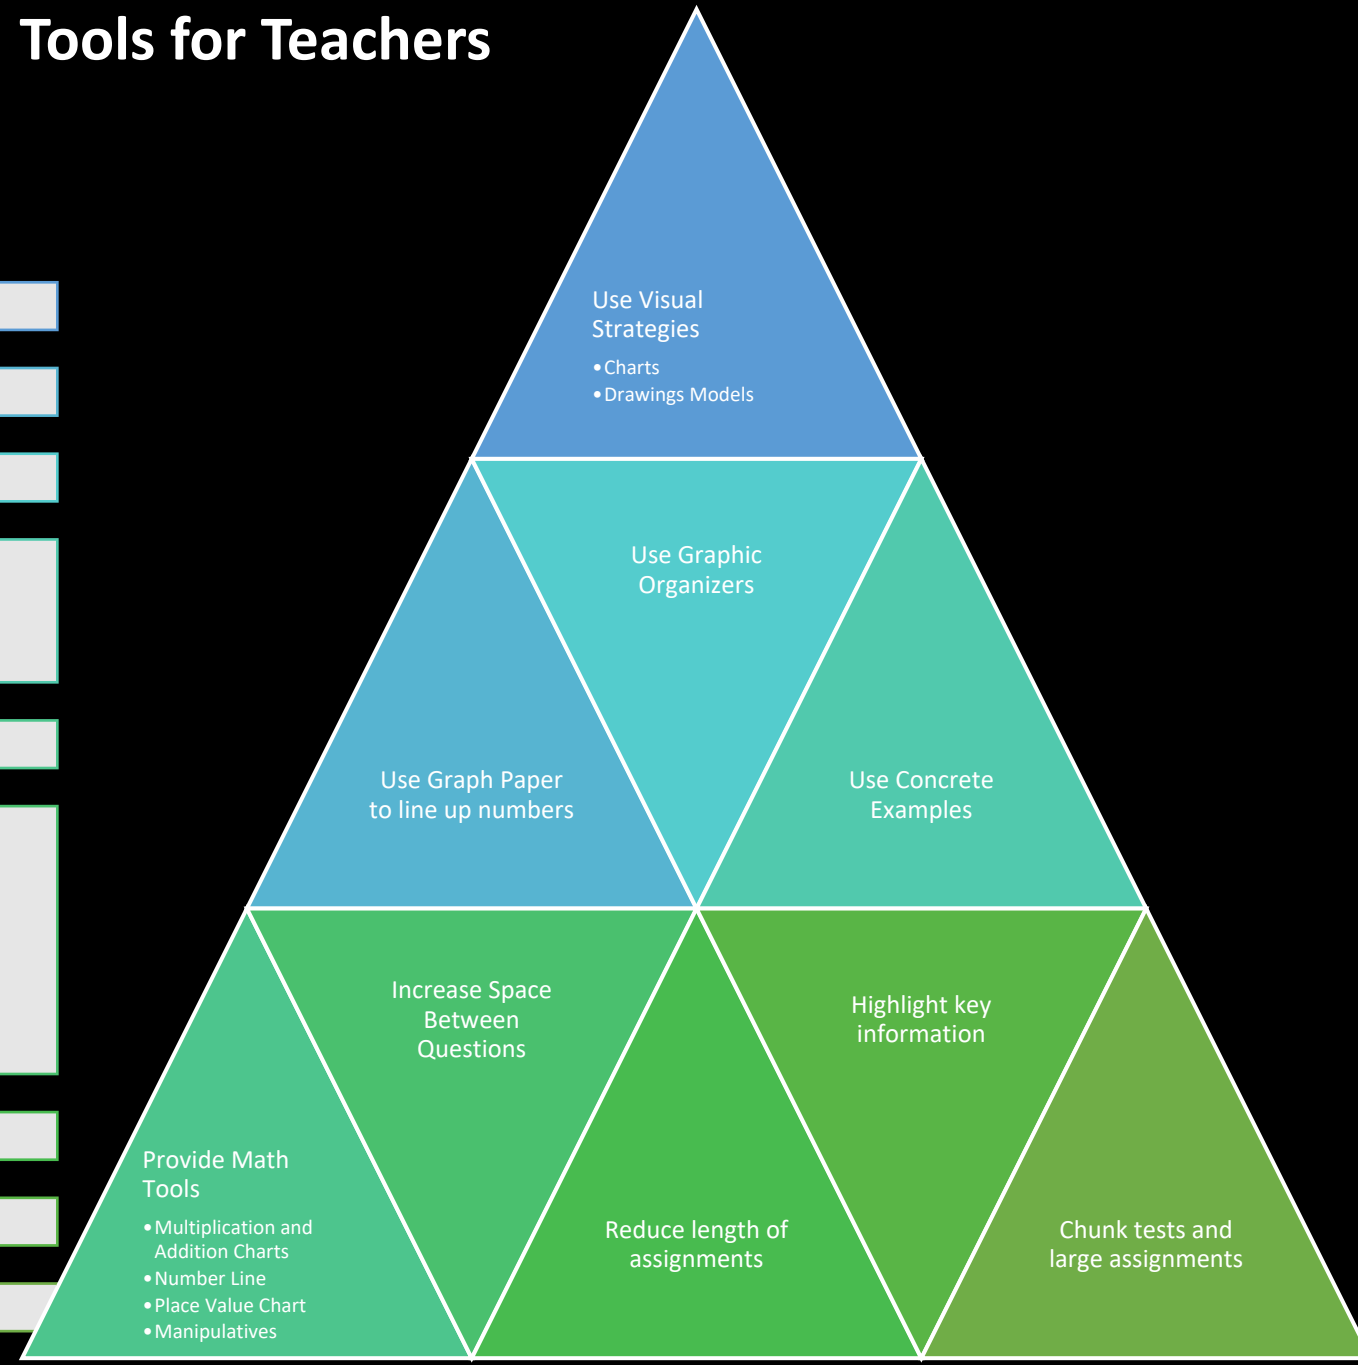 Tools for Teachers
Use Visual
Strategies
•Charts
•Drawings Models
Use Graph Paper
to line up numbers
Use Graphic
Organizers
Use Concrete
Examples
Provide Math
Tools
•Multiplication and
Addition Charts
•Number Line
•Place Value Chart
•Manipulatives
Increase Space
Between
Questions
Reduce length of
assignments
Highlight key
information
Chunk tests and
large assignments